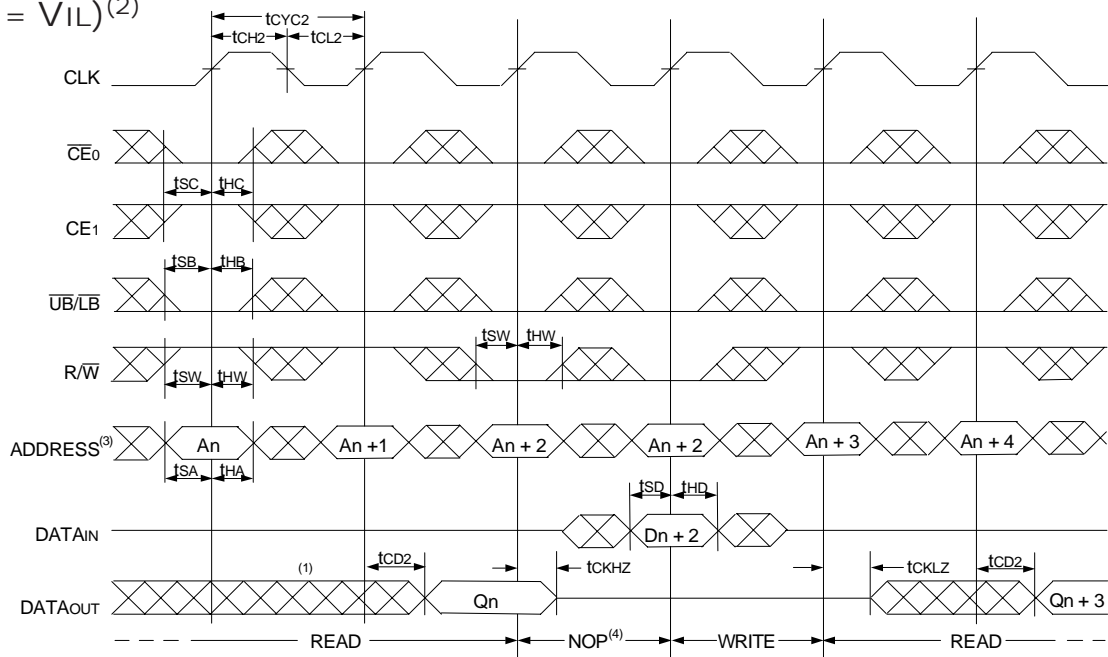 = VIL)(2)
tCYC2
tCH2 tCL2
CLK
CE0
tSC tHC
CE1
tSB tHB
UB/LB
tSW tHW
R/W
tSW tHW
ADDRESS(3) An An +1 An + 2 An + 2 An + 3 An + 4
tSA tHA
tSD tHD
DATAIN Dn + 2
(1) tCD2 tCKHZ tCKLZ tCD2
DATAOUT Qn Qn + 3
READ NOP(4) WRITE READ